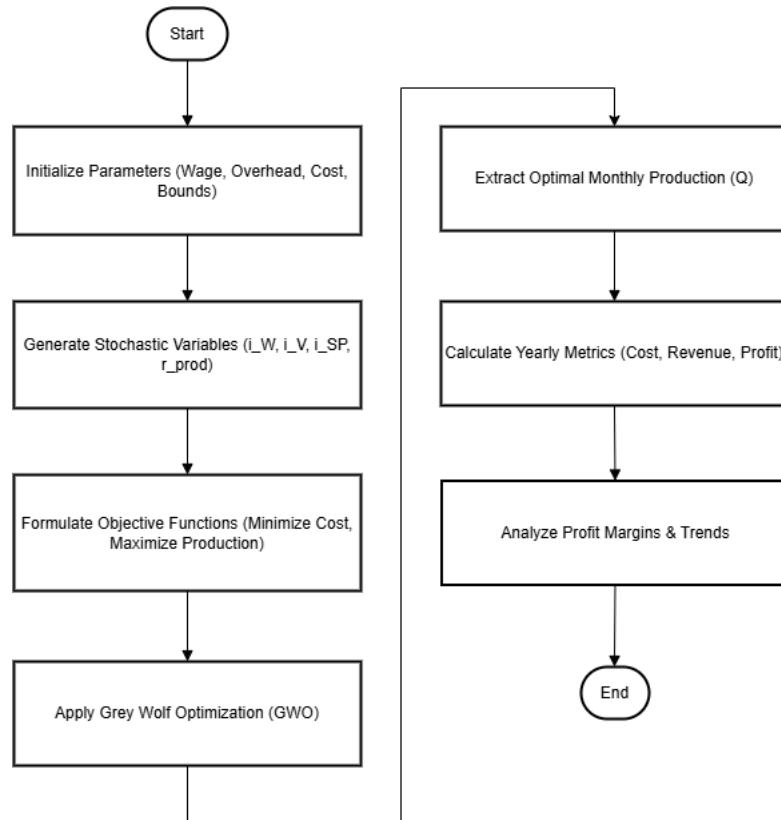 Start
Initialize Parameters (Wage, Overhead, Cost,
Bounds)
Generate Stochastic Variables (i_W, i_V, i_SP,
r_prod)
Formulate Objective Functions (Minimize Cost,
Maximize Production)
Apply Grey Wolf Optimization (GWO)
Extract Optimal Monthly Production (Q)
Calculate Yearly Metrics (Cost, Revenue, Profit)
Analyze Profit Margins & Trends
End